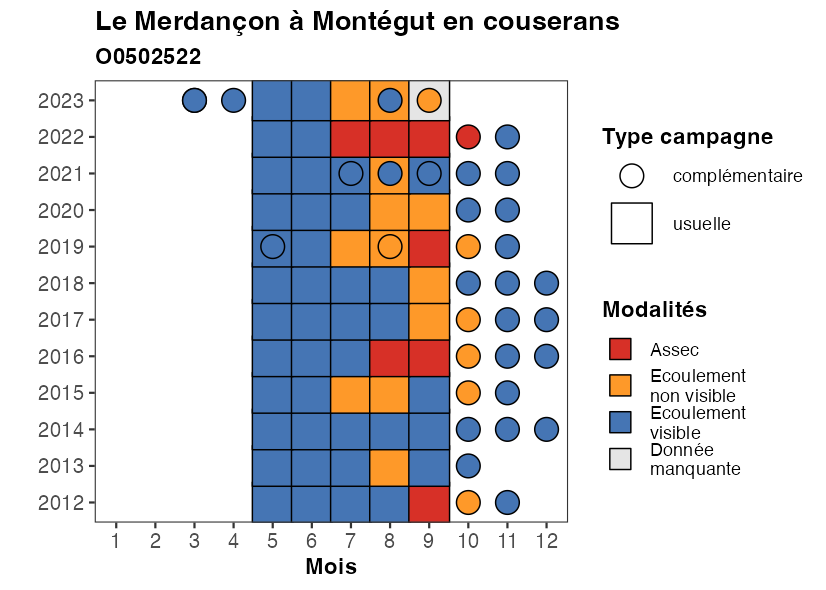 Le Merdançon à Montégut en couserans
O0502522
2023
2022
2021
2020
2019
2018
2017
2016
2015
2014
2013
2012
1 2 3 4 5 6 7 8 9 10 11 12
Mois
Type campagne
complémentaire
usuelle
Modalités
Assec
Ecoulement
non visible
Ecoulement
visible
Donnée
manquante